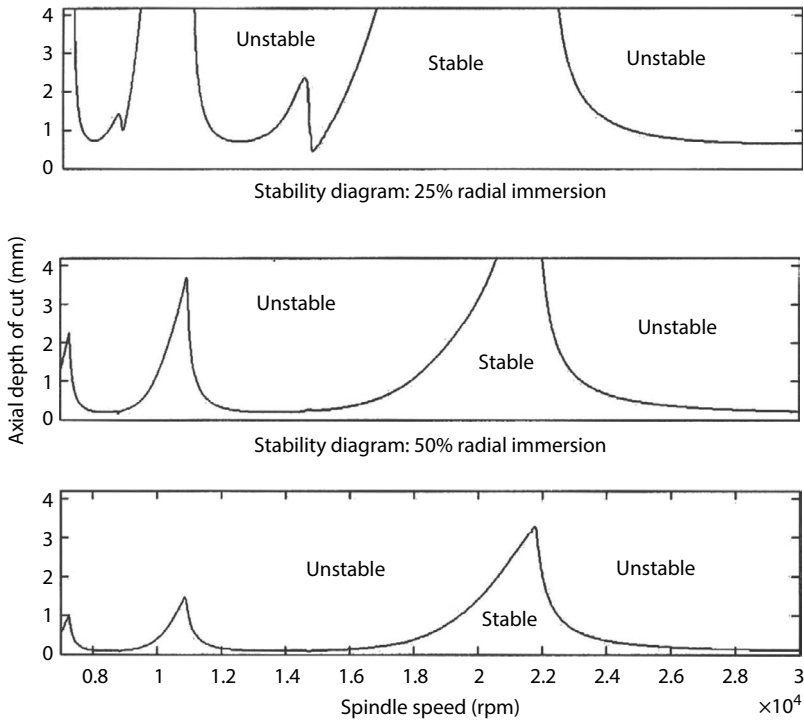 4
3
2
1
0
Unstable
Stable
Unstable
Stability diagram: 25% radial immersion
Axial depth of cut (mm)
4
3
2
1
0
Unstable
Stable
Unstable
Stability diagram: 50% radial immersion
4
3
2
1
0
Unstable
Stable
Unstable
0.8 1 1.2 1.4 1.6 1.8 2 2.2 2.4 2.6 2.8 3
Spindle speed (rpm)
×10⁴